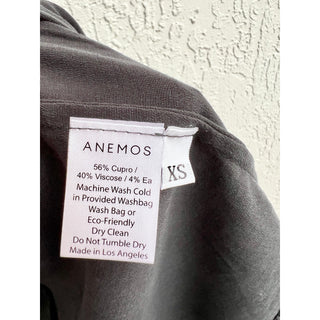 ANEMOS
56% Cupro /
40% Viscose / 4% Ea
Machine Wash Cold
in Provided Washbag
Wash Bag or
Eco-Friendly
Dry Clean
Do Not Tumble Dry
Made in Los Angeles
XS